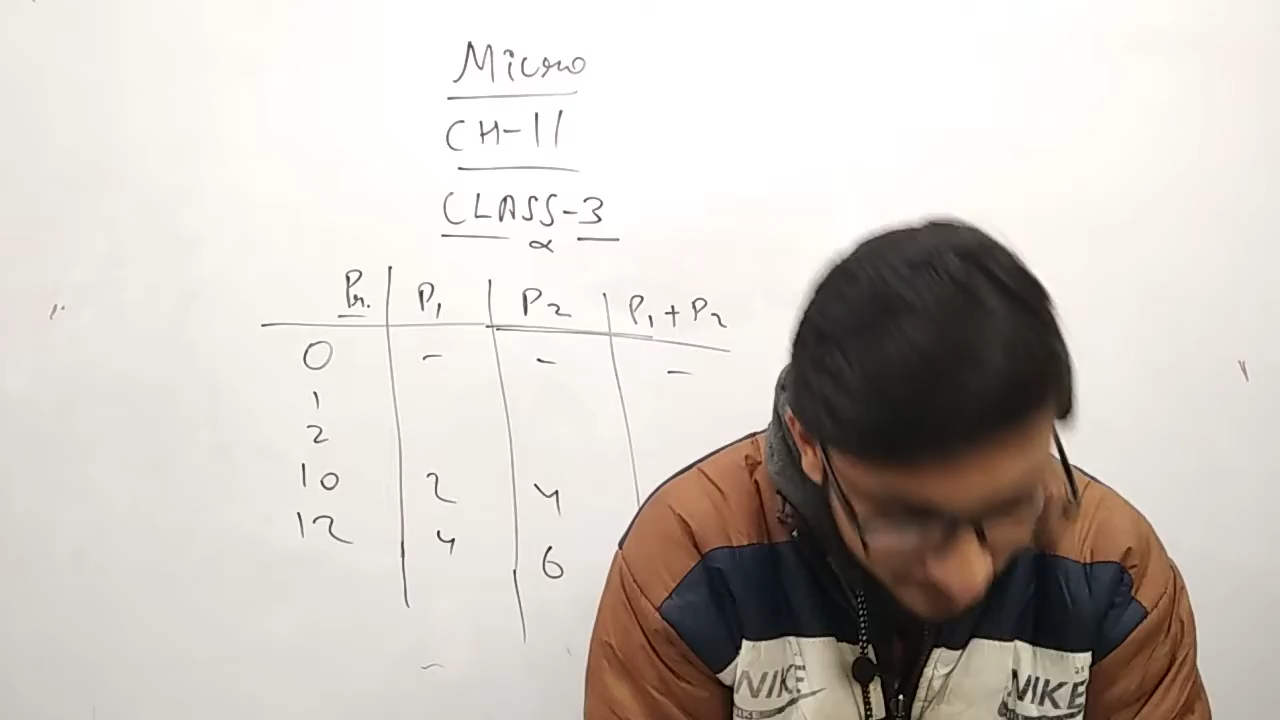 Micro
CH-11
CLASS-3
∝
Pr. P₁ P₂ P₁+P₂
0 - - -
1
2
10 2 4
12 4 6
-
NIKE NIKE
NIKE